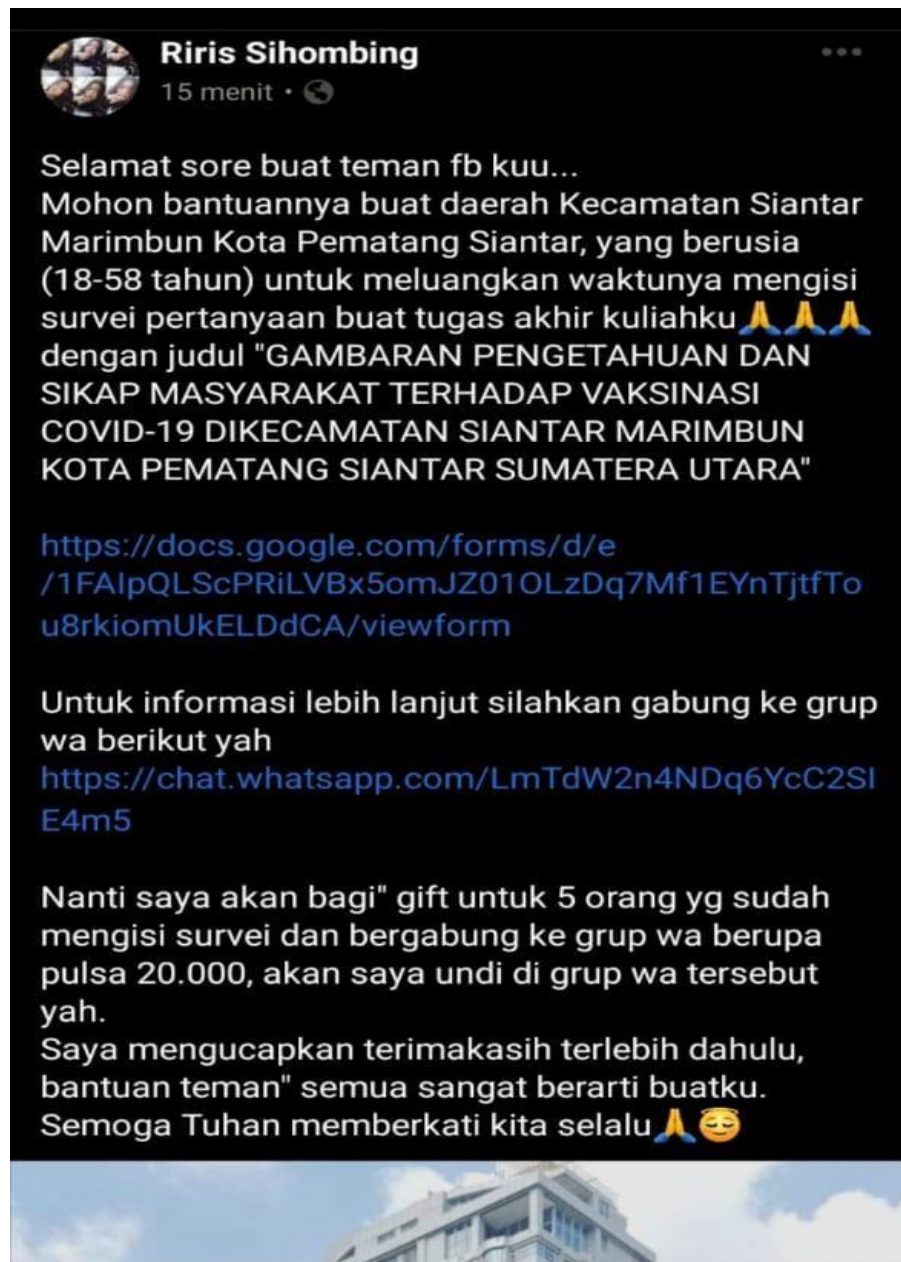 Riris Sihombing
15 menit •
Selamat sore buat teman fb kuu...
Mohon bantuannya buat daerah Kecamatan Siantar
Marimbun Kota Pematang Siantar, yang berusia
(18-58 tahun) untuk meluangkan waktunya mengisi
survei pertanyaan buat tugas akhir kuliahku🙏🙏🙏
dengan judul "GAMBARAN PENGETAHUAN DAN
SIKAP MASYARAKAT TERHADAP VAKSINASI
COVID-19 DIKECAMATAN SIANTAR MARIMBUN
KOTA PEMATANG SIANTAR SUMATERA UTARA"
https://docs.google.com/forms/d/e
/1FAIpQLScPRiLVBx5omJZ01OLzDq7Mf1EYnTjtfTo
u8rkiomUkELDdCA/viewform
Untuk informasi lebih lanjut silahkan gabung ke grup
wa berikut yah
https://chat.whatsapp.com/LmTdW2n4NDq6YcC2SI
E4m5
Nanti saya akan bagi" gift untuk 5 orang yg sudah
mengisi survei dan bergabung ke grup wa berupa
pulsa 20.000, akan saya undi di grup wa tersebut
yah.
Saya mengucapkan terimakasih terlebih dahulu,
bantuan teman" semua sangat berarti buatku.
Semoga Tuhan memberkati kita selalu🙏😇